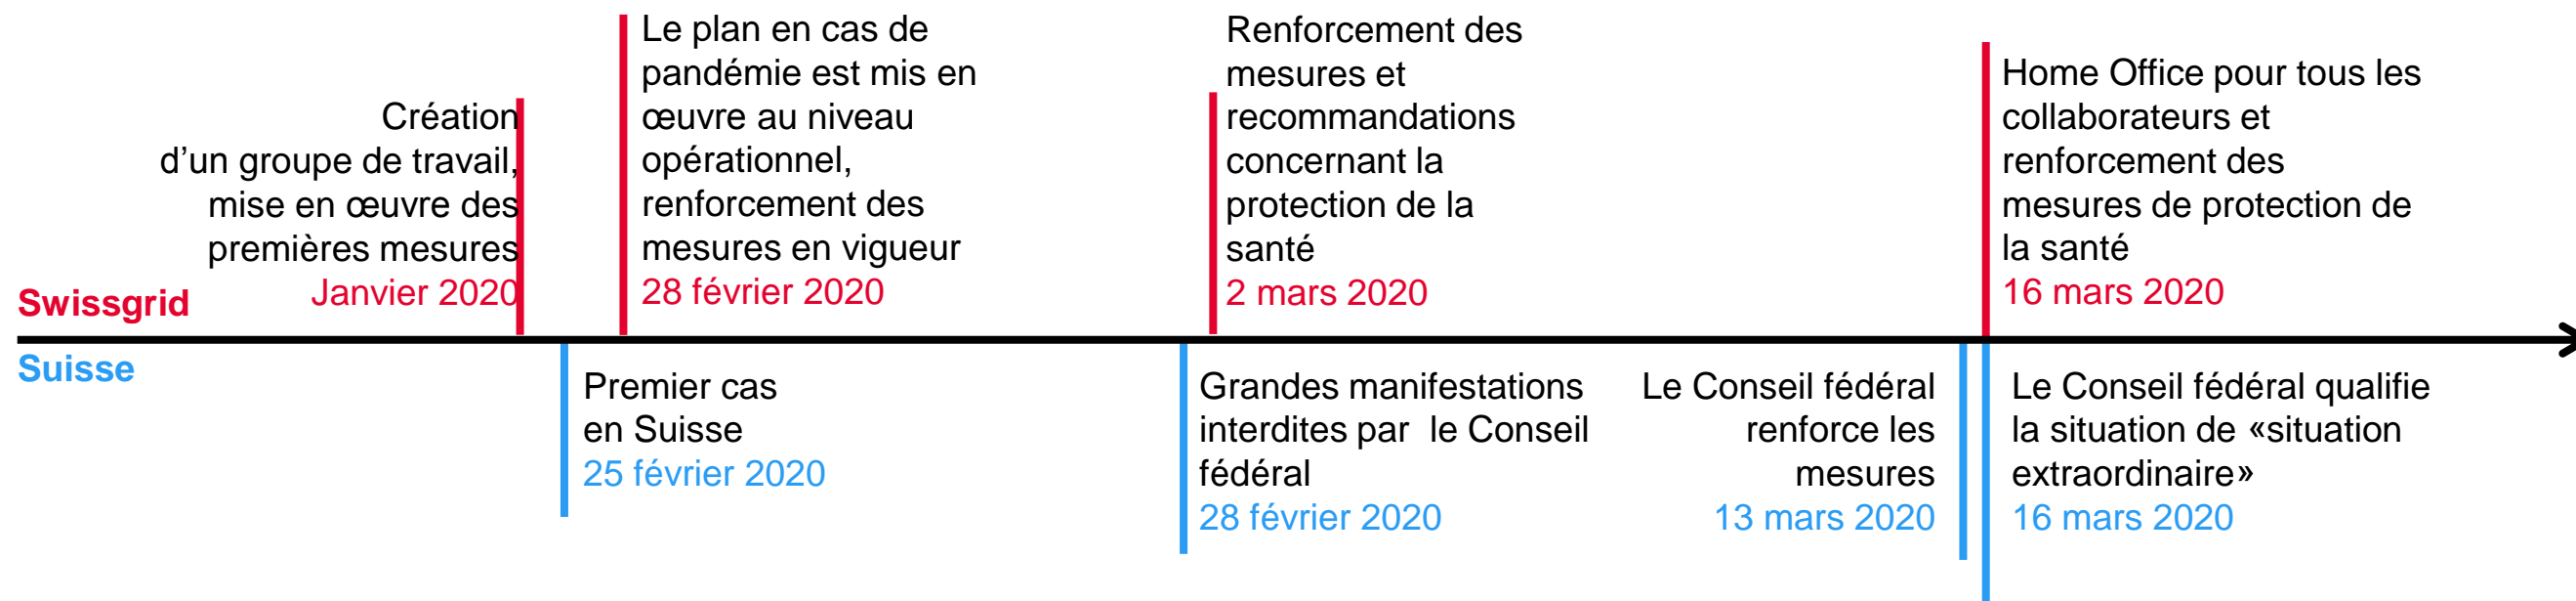 Création
d’un groupe de travail,
mise en œuvre des
premières mesures
Janvier 2020
Le plan en cas de
pandémie est mis en
œuvre au niveau
opérationnel,
renforcement des
mesures en vigueur
28 février 2020
Renforcement des
mesures et
recommandations
concernant la
protection de la
santé
2 mars 2020
Home Office pour tous les
collaborateurs et
renforcement des
mesures de protection de
la santé
16 mars 2020
Swissgrid
Suisse
Premier cas
en Suisse
25 février 2020
Grandes manifestations
interdites par  le Conseil
fédéral
28 février 2020
Le Conseil fédéral
renforce les
mesures
13 mars 2020
Le Conseil fédéral qualifie
la situation de «situation
extraordinaire»
16 mars 2020